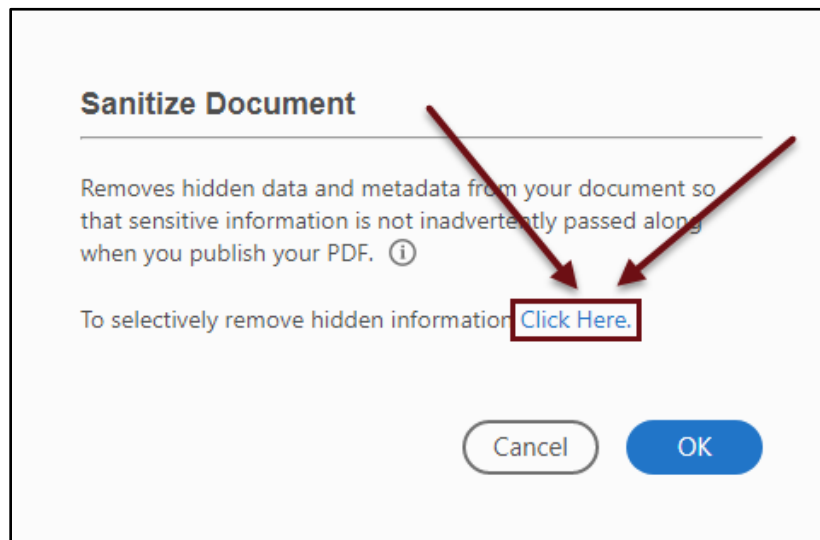 Sanitize Document
Removes hidden data and metadata from your document so
that sensitive information is not inadvertently passed along
when you publish your PDF. i
To selectively remove hidden information Click Here.
Cancel
OK